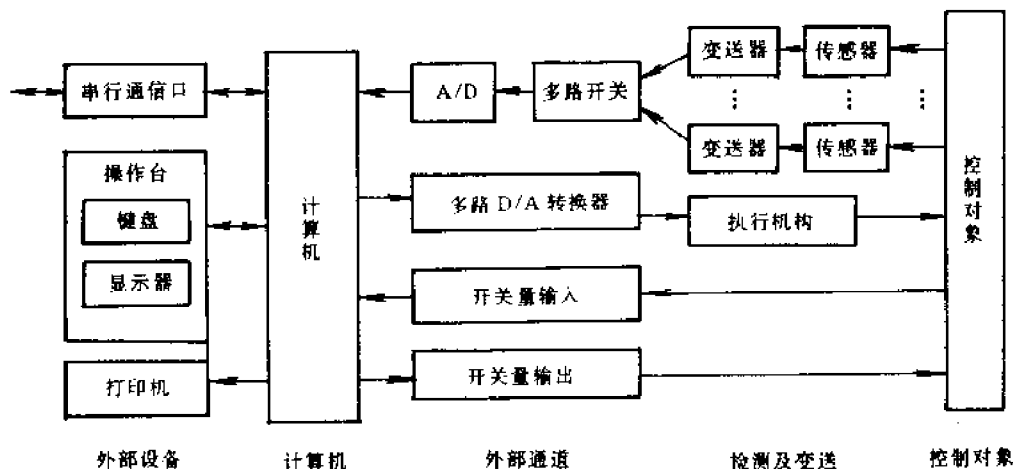 变送器 传感器
串行通信口 A/D 多路开关
变送器 传感器
操作台
键盘
显示器
打印机
计算机
多路 D/A 转换器
执行机构
开关量输入
开关量输出
控制对象
外部设备 计算机 外部通道 检测及变送 控制对象